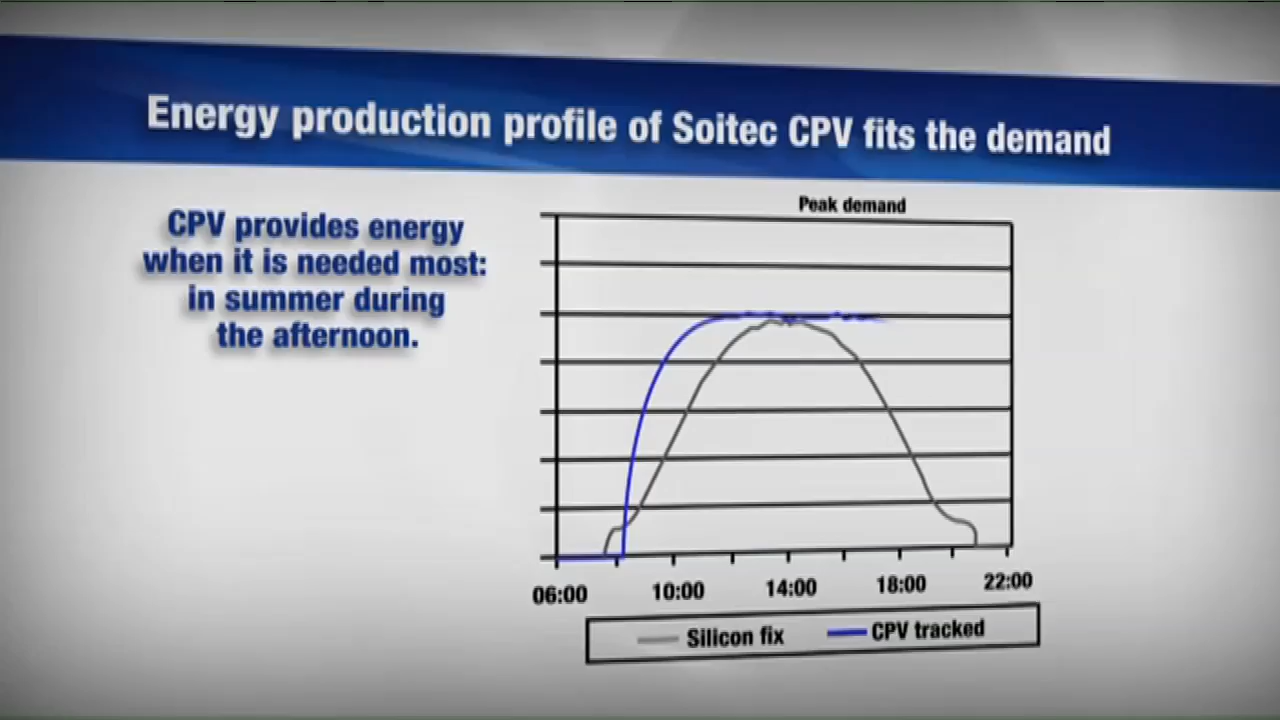 Energy production profile of Soitec CPV fits the demand
CPV provides energy
when it is needed most:
in summer during
the afternoon.
Peak demand
06:00
10:00
14:00
18:00
22:00
Silicon fix
CPV tracked